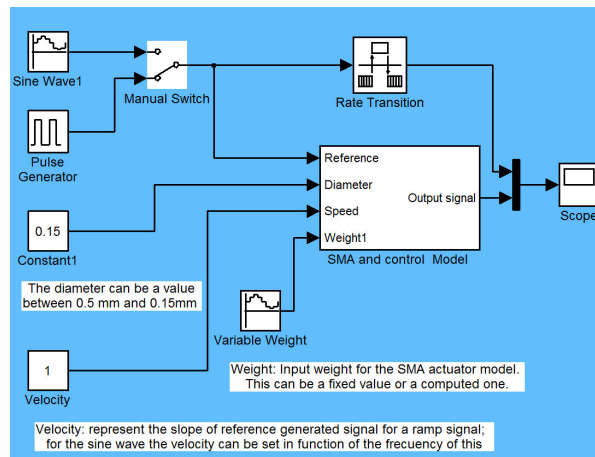 Sine Wave1
Manual Switch
Rate Transition
Pulse
Generator
Reference
Diameter
Speed
Weight1
Output signal
SMA and control Model
Scope
0.15
Constant1
The diameter can be a value
between 0.5 mm and 0.15mm
Variable Weight
1
Velocity
Weight: Input weight for the SMA actuator model.
This can be a fixed value or a computed one.
Velocity: represent the slope of reference generated signal for a ramp signal;
for the sine wave the velocity can be set in function of the frecuency of this